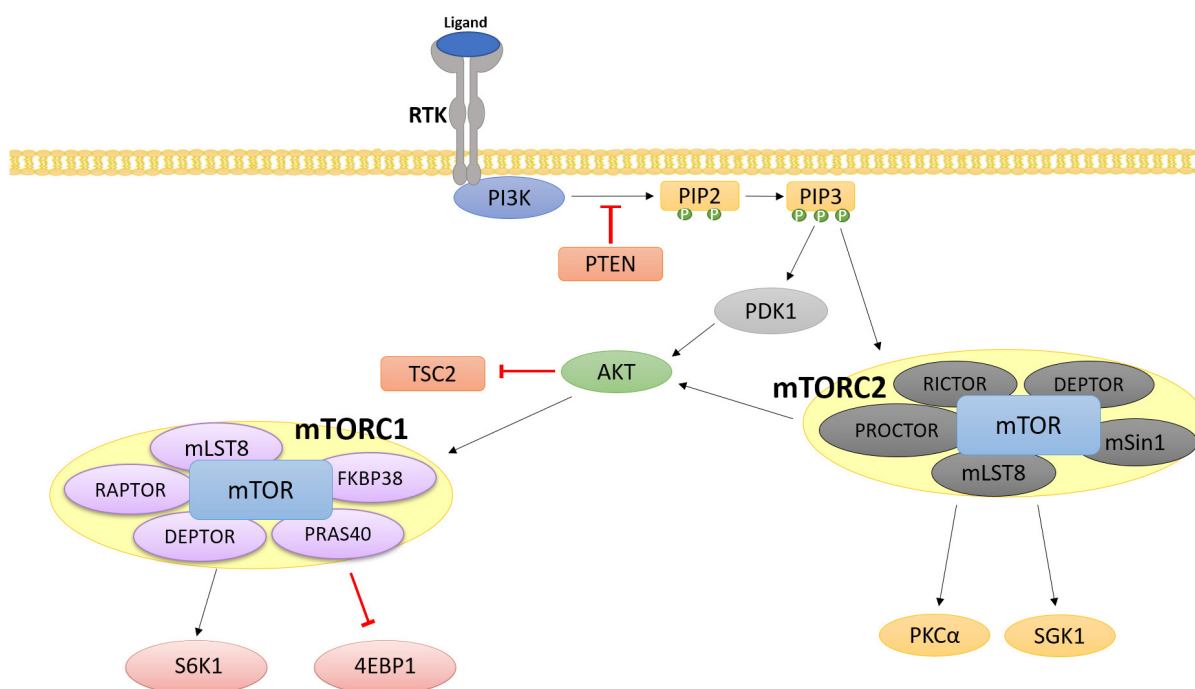 Ligand
RTK
PI3K
PIP2
PIP3
P P
P P P
PTEN
PDK1
TSC2
AKT
mTORC2
RICTOR
DEPTOR
PROCTOR
mTOR
mSin1
mLST8
mTORC1
mLST8
RAPTOR
mTOR
FKBP38
DEPTOR
PRAS40
PKCα
SGK1
S6K1
4EBP1